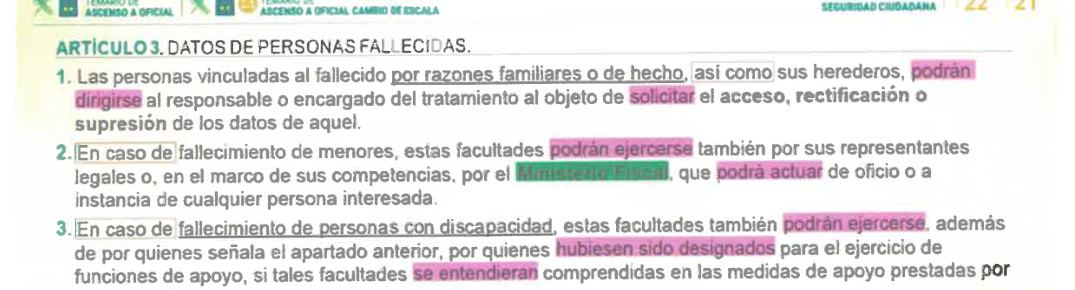 TEMARIO DE
ASCENSO A OFICIAL
TEMARIO DE
ASCENSO A OFICIAL CAMBIO DE ESCALA
SEGURIDAD CIUDADANA 22 21
ARTÍCULO 3. DATOS DE PERSONAS FALLECIDAS.
1. Las personas vinculadas al fallecido por razones familiares o de hecho, así como sus herederos, podrán
dirigirse al responsable o encargado del tratamiento al objeto de solicitar el acceso, rectificación o
supresión de los datos de aquel.
2. En caso de fallecimiento de menores, estas facultades podrán ejercerse también por sus representantes
legales o, en el marco de sus competencias, por el Ministerio Fiscal, que podrá actuar de oficio o a
instancia de cualquier persona interesada.
3. En caso de fallecimiento de personas con discapacidad, estas facultades también podrán ejercerse, además
de por quienes señala el apartado anterior, por quienes hubiesen sido designados para el ejercicio de
funciones de apoyo, si tales facultades se entendieran comprendidas en las medidas de apoyo prestadas por